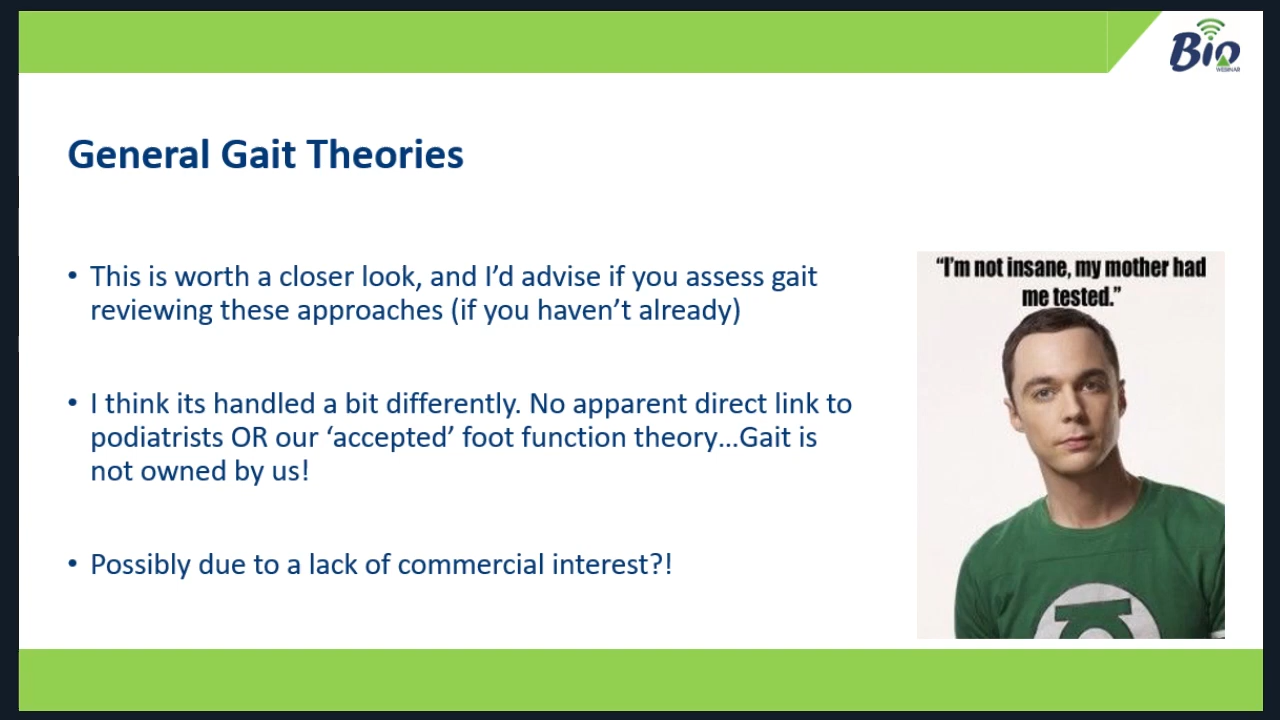 Bio
WEBINAR
General Gait Theories
• This is worth a closer look, and I’d advise if you assess gait
reviewing these approaches (if you haven’t already)
• I think its handled a bit differently. No apparent direct link to
podiatrists OR our ‘accepted’ foot function theory…Gait is
not owned by us!
• Possibly due to a lack of commercial interest?!
“I’m not insane, my mother had
me tested.”